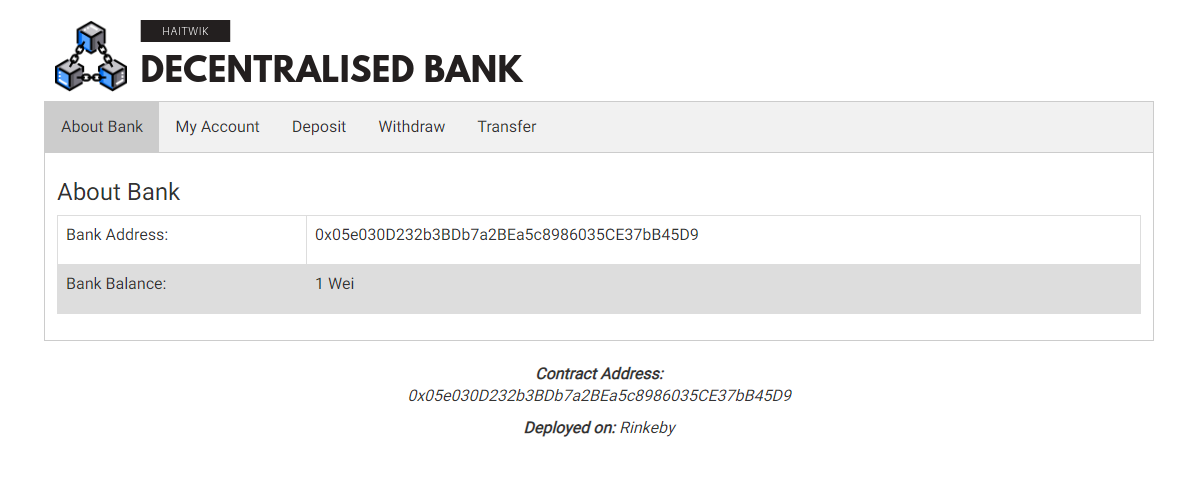 HAITWIK
DECENTRALISED BANK
About Bank My Account Deposit Withdraw Transfer
About Bank
Bank Address: 0x05e030D232b3BDb7a2BEa5c8986035CE37bB45D9
Bank Balance: 1 Wei
Contract Address:
0x05e030D232b3BDb7a2BEa5c8986035CE37bB45D9
Deployed on: Rinkeby